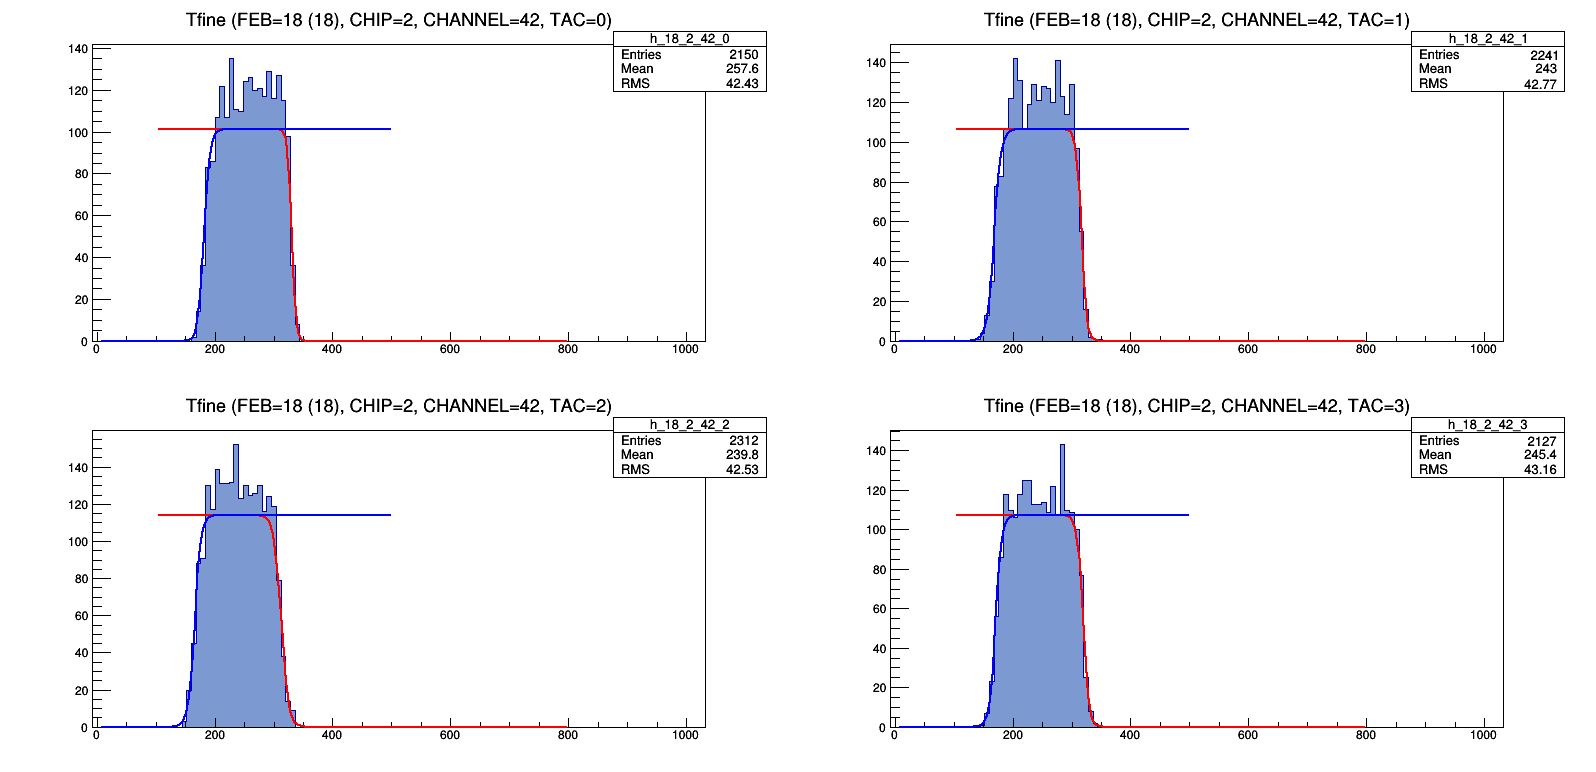 Tfine (FEB=18 (18), CHIP=2, CHANNEL=42, TAC=0)
h_18_2_42_0
Entries 2150
Mean 257.6
RMS 42.43
140
120
100
80
60
40
20
0
0 200 400 600 800 1000
Tfine (FEB=18 (18), CHIP=2, CHANNEL=42, TAC=1)
h_18_2_42_1
Entries 2241
Mean 243
RMS 42.77
140
120
100
80
60
40
20
0
0 200 400 600 800 1000
Tfine (FEB=18 (18), CHIP=2, CHANNEL=42, TAC=2)
h_18_2_42_2
Entries 2312
Mean 239.8
RMS 42.53
140
120
100
80
60
40
20
0
0 200 400 600 800 1000
Tfine (FEB=18 (18), CHIP=2, CHANNEL=42, TAC=3)
h_18_2_42_3
Entries 2127
Mean 245.4
RMS 43.16
140
120
100
80
60
40
20
0
0 200 400 600 800 1000